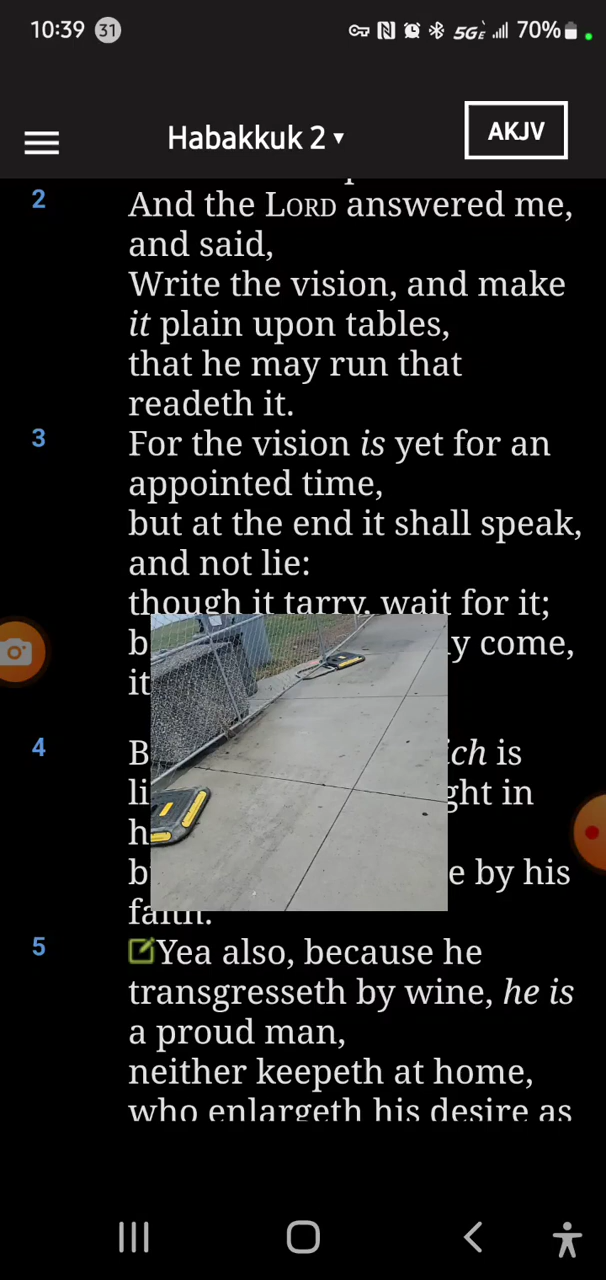 10:39 31 5GE 70%
Habakkuk 2 AKJV
2 And the LORD answered me,
and said,
Write the vision, and make
it plain upon tables,
that he may run that
readeth it.
3 For the vision is yet for an
appointed time,
but at the end it shall speak,
and not lie:
though it tarry, wait for it;
come,
it
4 is
in
by his
faith.
5 Yea also, because he
transgresseth by wine, he is
a proud man,
neither keepeth at home,
who enlargeth his desire as